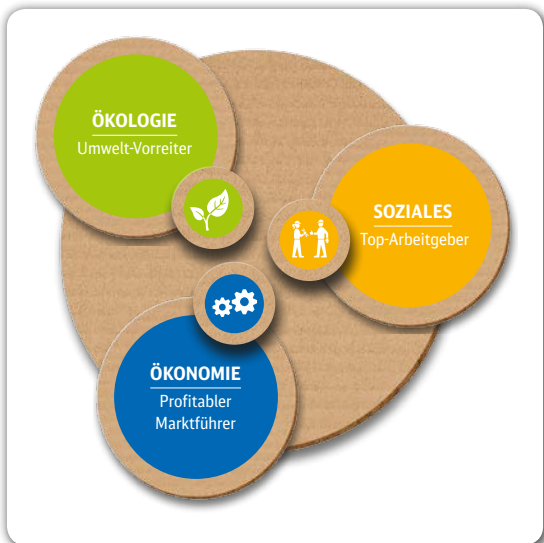 ÖKOLOGIE
Umwelt-Vorreiter
SOZIALES
Top-Arbeitgeber
ÖKONOMIE
Profitabler
Marktführer